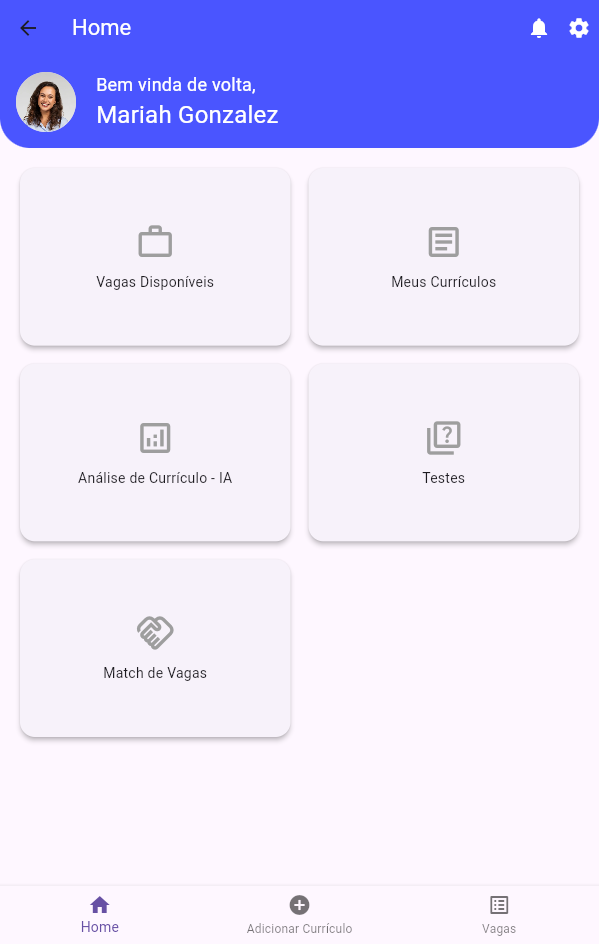 Home
Bem vinda de volta,
Mariah Gonzalez
Vagas Disponíveis
Meus Currículos
Análise de Currículo - IA
Testes
Match de Vagas
Home
Adicionar Currículo
Vagas